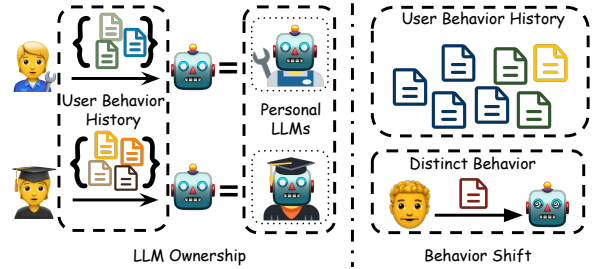 User Behavior
History
Personal
LLMs
LLM Ownership
User Behavior History
Distinct Behavior
Behavior Shift